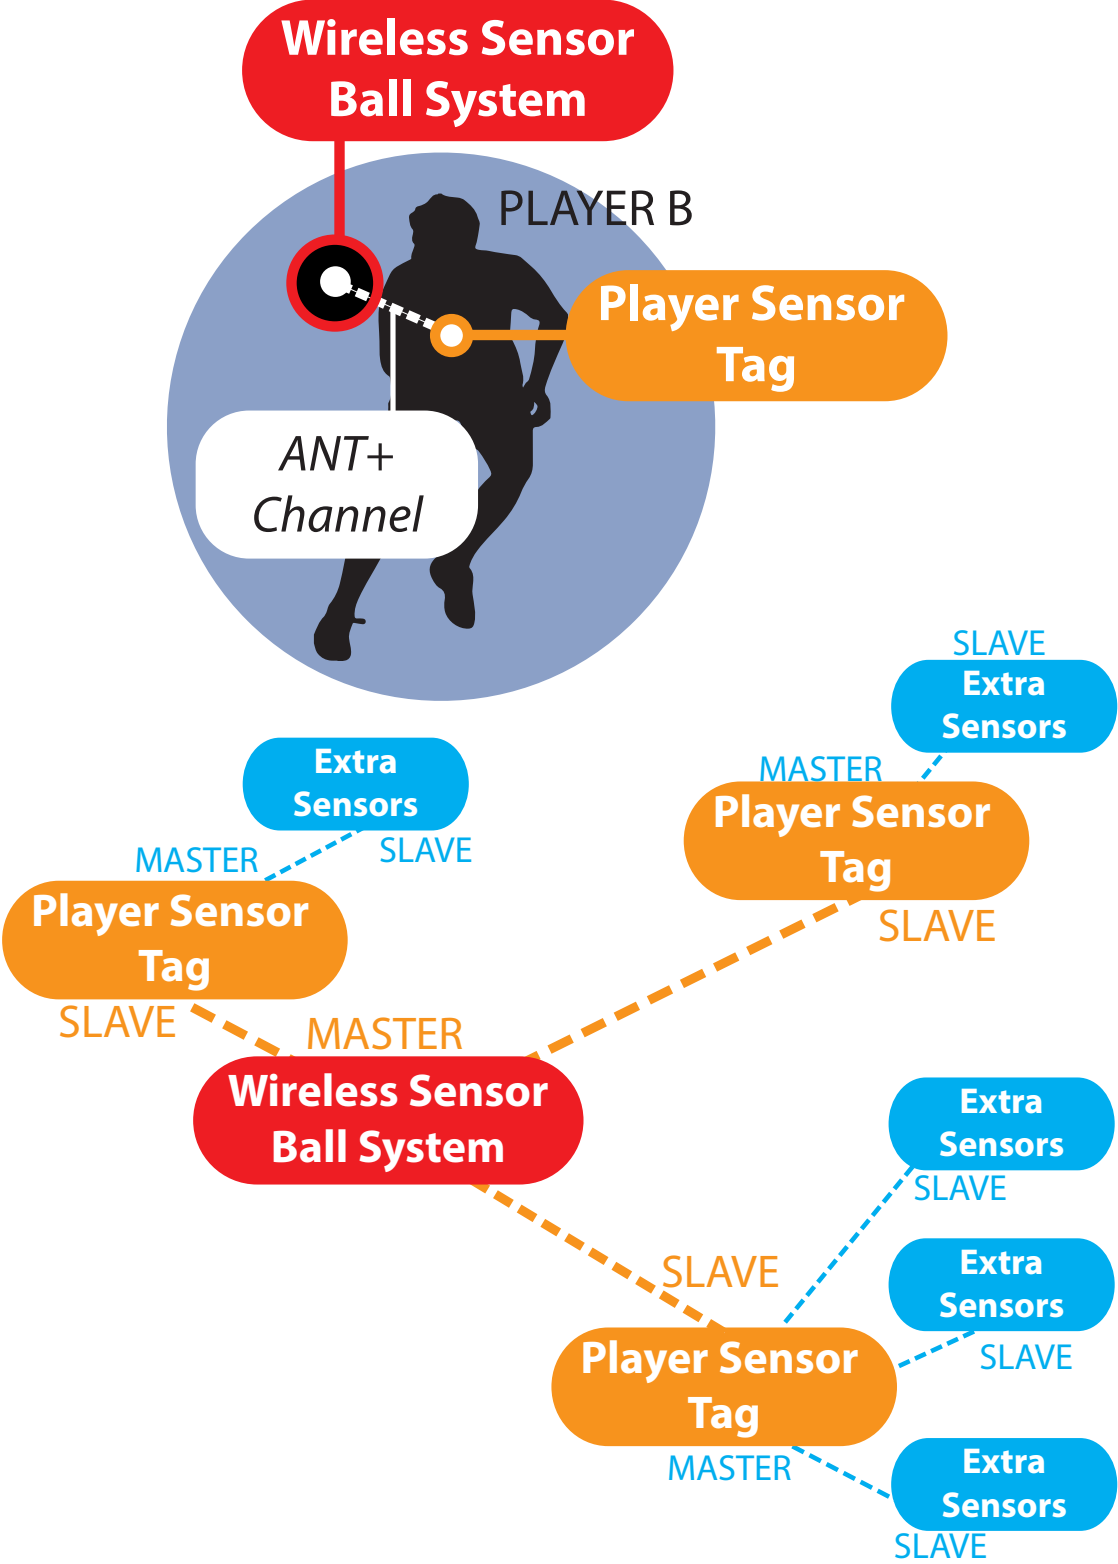 Wireless Sensor
Ball System
PLAYER B
Player Sensor
Tag
ANT+
Channel
SLAVE
Extra
Sensors
MASTER
Player Sensor
Tag
SLAVE
Extra
Sensors
SLAVE
MASTER
Player Sensor
Tag
SLAVE
MASTER
Wireless Sensor
Ball System
Extra
Sensors
SLAVE
Extra
Sensors
SLAVE
SLAVE
Player Sensor
Tag
MASTER
Extra
Sensors
SLAVE